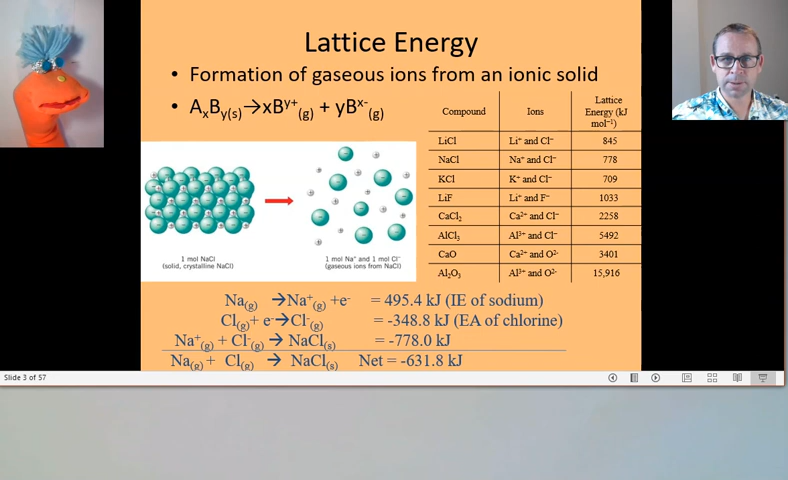 Lattice Energy
• Formation of gaseous ions from an ionic solid
• AₓBᵧ₍ₛ₎→xBʸ⁺₍g₎ + yBˣ⁻₍g₎
Compound Ions Lattice Energy (kJ mol⁻¹)
LiCl Li⁺ and Cl⁻ 845
NaCl Na⁺ and Cl⁻ 778
KCl K⁺ and Cl⁻ 709
LiF Li⁺ and F⁻ 1033
CaCl₂ Ca²⁺ and Cl⁻ 2258
AlCl₃ Al³⁺ and Cl⁻ 5492
CaO Ca²⁺ and O²⁻ 3401
Al₂O₃ Al³⁺ and O²⁻ 15,916
1 mol NaCl
(solid, crystalline NaCl)
1 mol Na⁺ and 1 mol Cl⁻
(gaseous ions from NaCl)
Na₍g₎ →Na⁺₍g₎ +e⁻ = 495.4 kJ (IE of sodium)
Cl₍g₎ + e⁻→Cl⁻₍g₎ = -348.8 kJ (EA of chlorine)
Na⁺₍g₎ + Cl⁻₍g₎ → NaCl₍ₛ₎ = -778.0 kJ
Na₍g₎ + Cl₍g₎ → NaCl₍ₛ₎ Net = -631.8 kJ
Slide 3 of 57